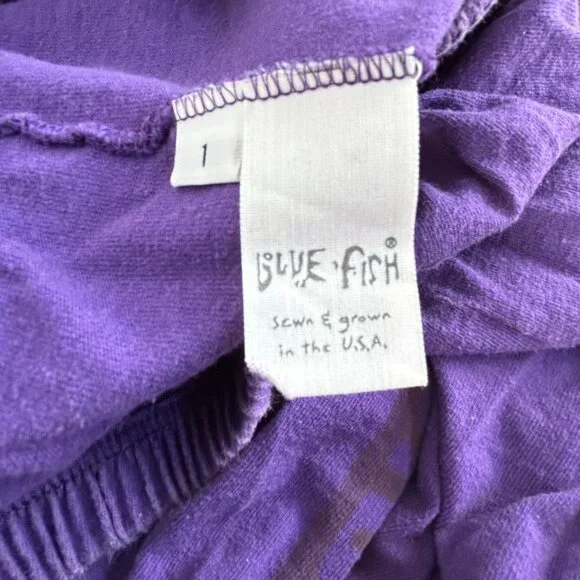 1
BLUE FISH®
sewn & grown
in the U.S.A.